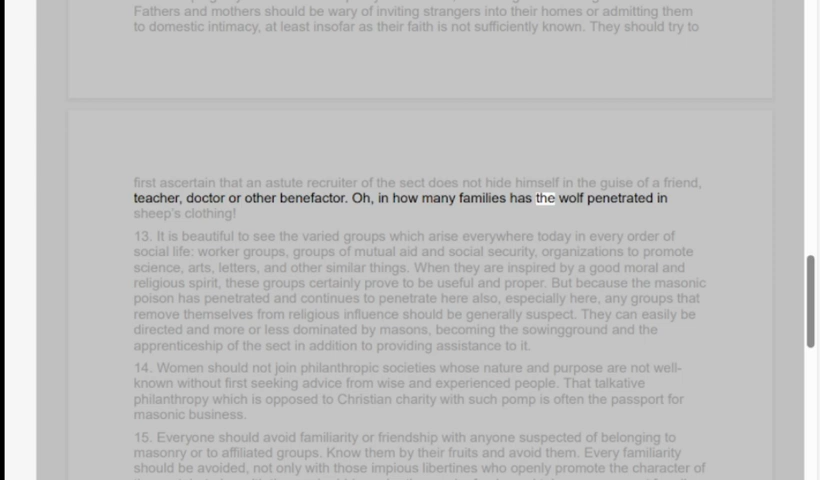 Fathers and mothers should be wary of inviting strangers into their homes or admitting them
to domestic intimacy, at least insofar as their faith is not sufficiently known. They should try to
first ascertain that an astute recruiter of the sect does not hide himself in the guise of a friend,
teacher, doctor or other benefactor. Oh, in how many families has the wolf penetrated in
sheep's clothing!
13. It is beautiful to see the varied groups which arise everywhere today in every order of
social life: worker groups, groups of mutual aid and social security, organizations to promote
science, arts, letters, and other similar things. When they are inspired by a good moral and
religious spirit, these groups certainly prove to be useful and proper. But because the masonic
poison has penetrated and continues to penetrate here also, especially here, any groups that
remove themselves from religious influence should be generally suspect. They can easily be
directed and more or less dominated by masons, becoming the sowingground and the
apprenticeship of the sect in addition to providing assistance to it.
14. Women should not join philanthropic societies whose nature and purpose are not well-
known without first seeking advice from wise and experienced people. That talkative
philanthropy which is opposed to Christian charity with such pomp is often the passport for
masonic business.
15. Everyone should avoid familiarity or friendship with anyone suspected of belonging to
masonry or to affiliated groups. Know them by their fruits and avoid them. Every familiarity
should be avoided, not only with those impious libertines who openly promote the character of